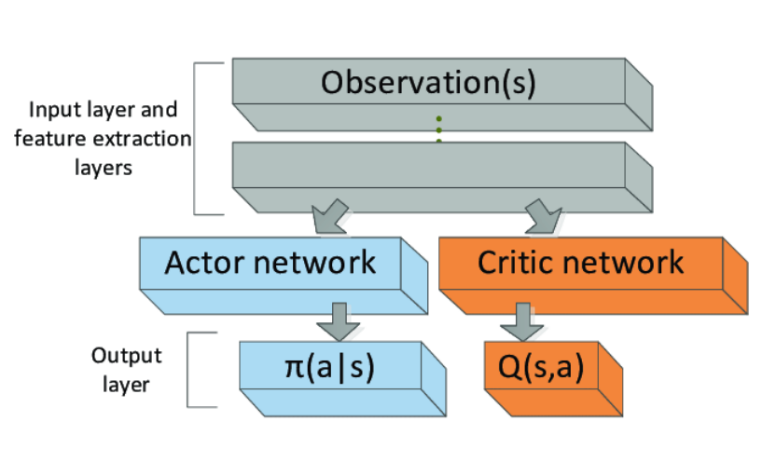 Observation(s)
Input layer and
feature extraction
layers
Actor network
Critic network
Output
layer
π(a|s)
Q(s,a)